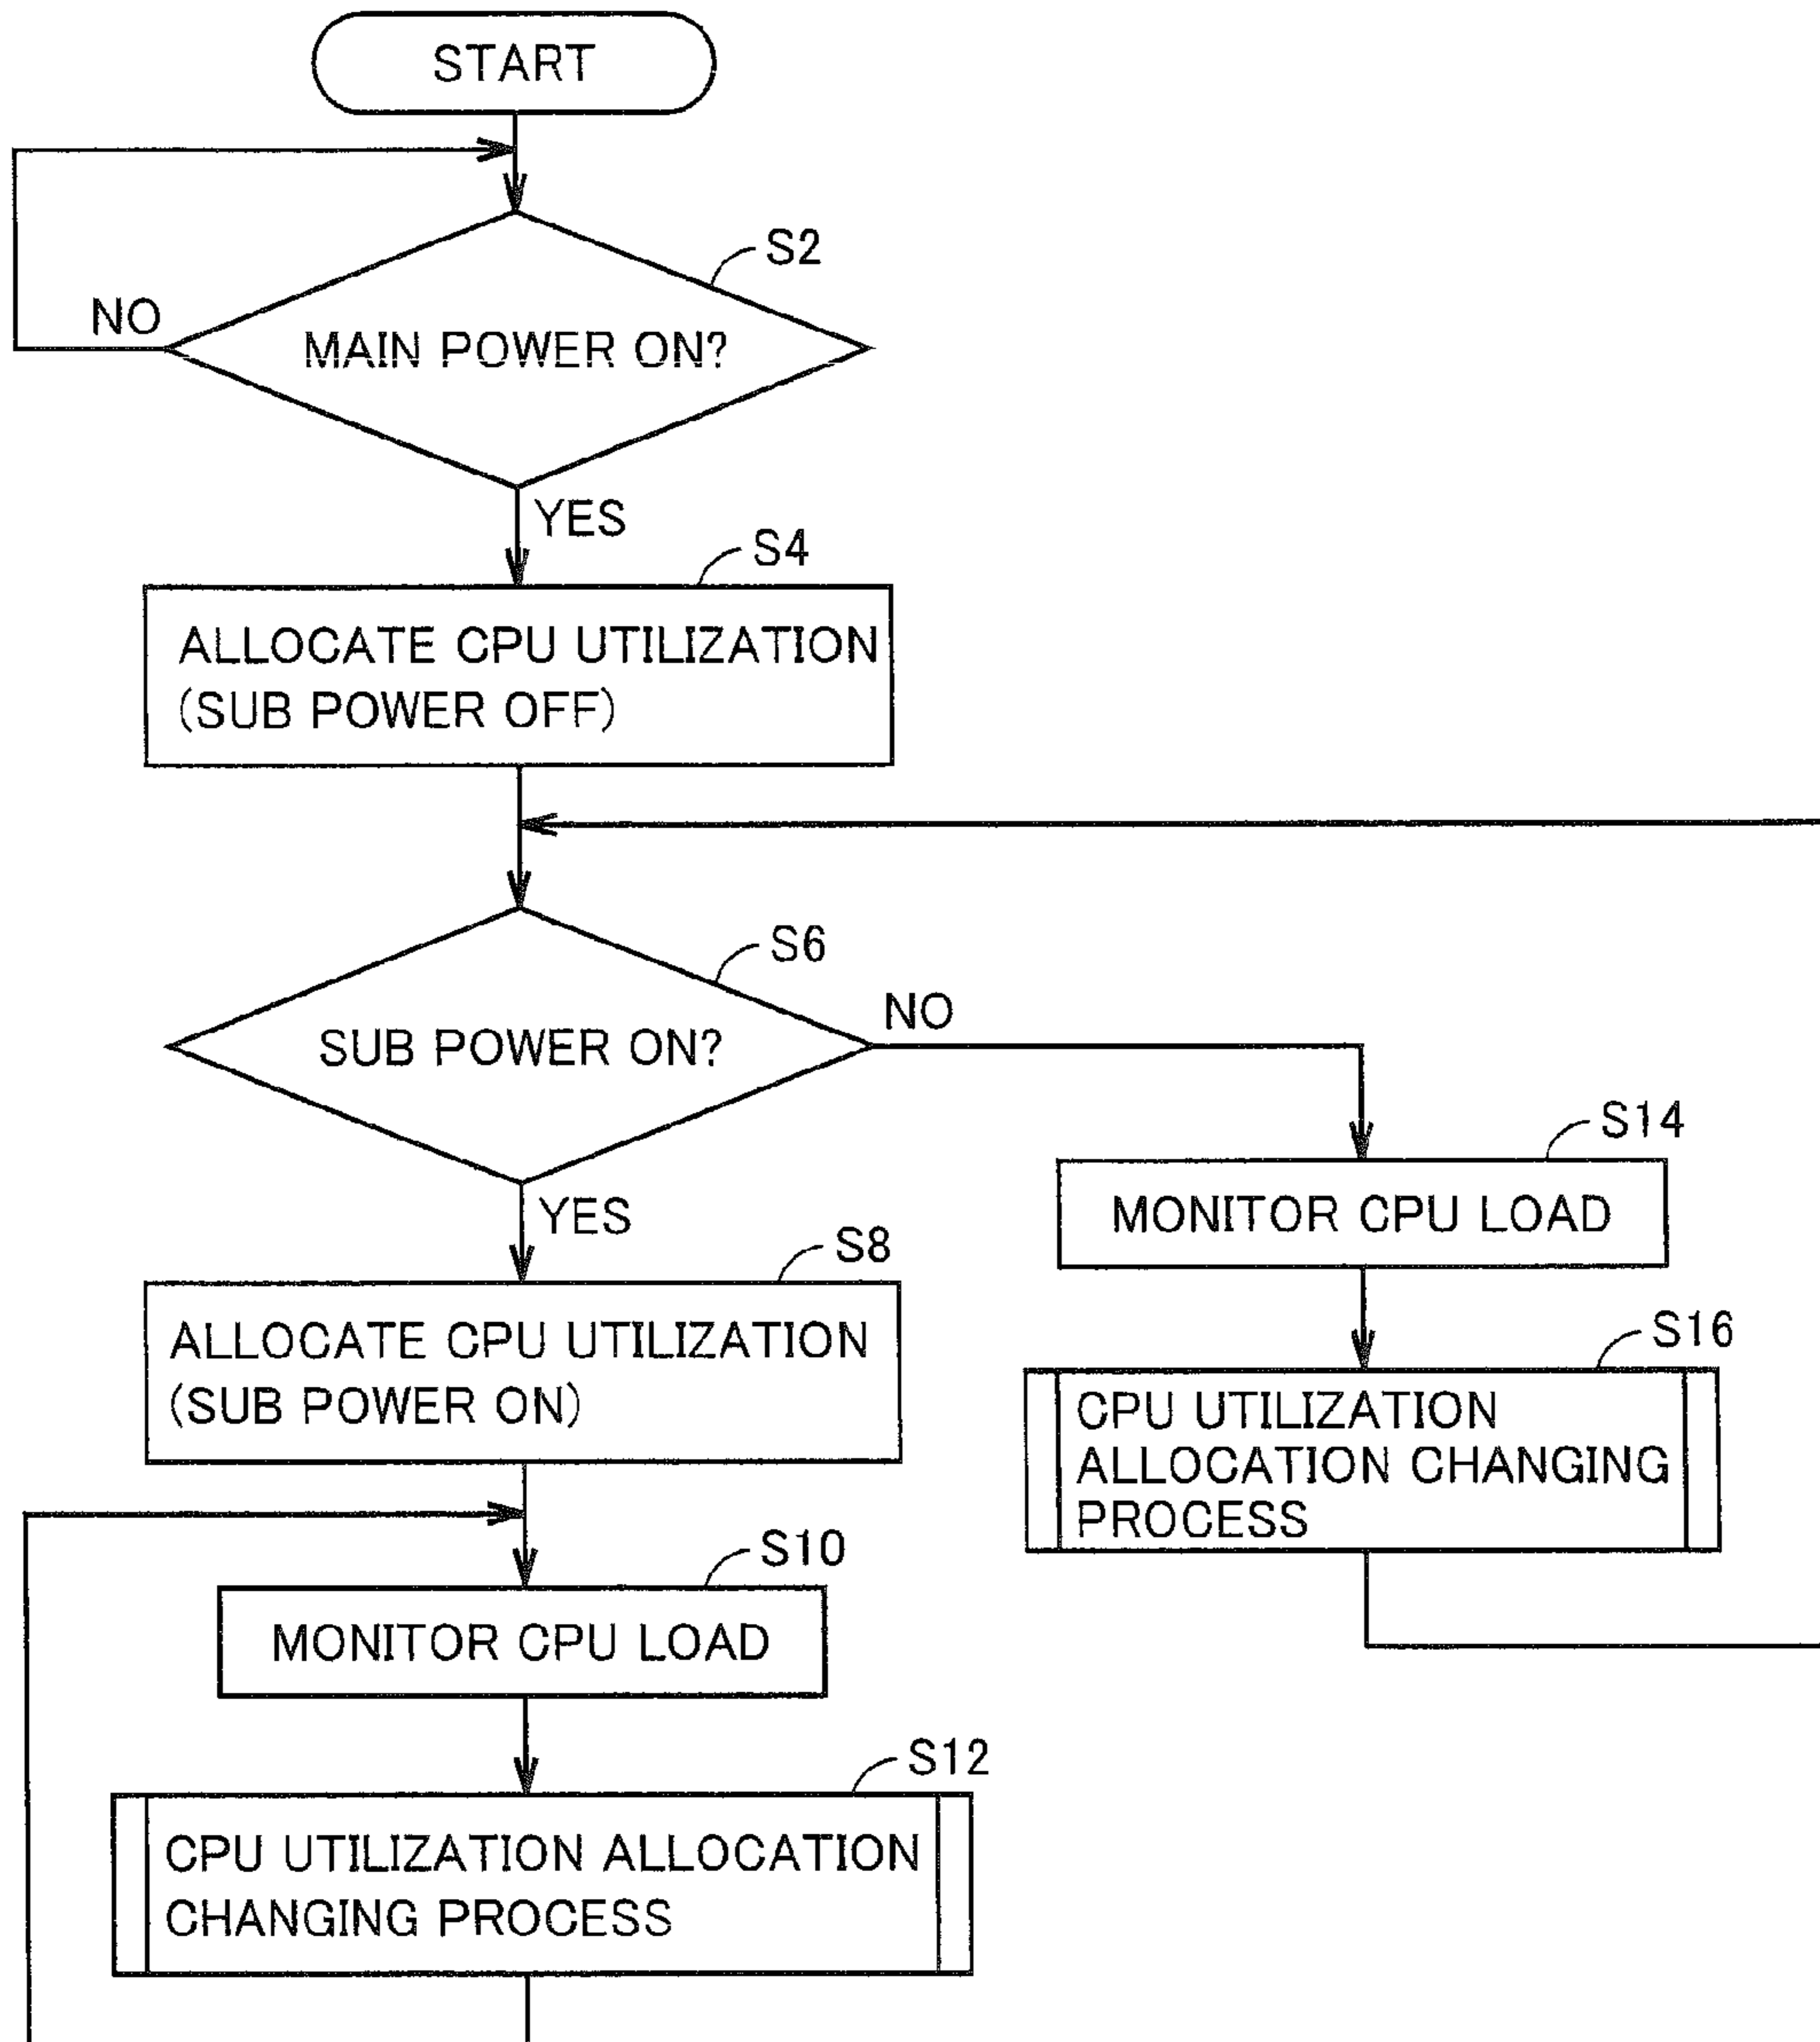 START
S2
NO
MAIN POWER ON?
YES
S4
ALLOCATE CPU UTILIZATION
(SUB POWER OFF)
S6
NO
SUB POWER ON?
YES
S8
ALLOCATE CPU UTILIZATION
(SUB POWER ON)
S10
MONITOR CPU LOAD
S12
CPU UTILIZATION ALLOCATION
CHANGING PROCESS
S14
MONITOR CPU LOAD
S16
CPU UTILIZATION
ALLOCATION CHANGING
PROCESS